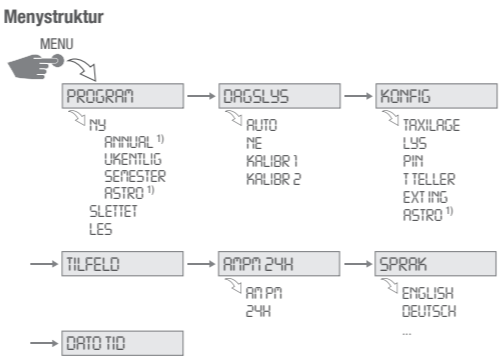 Menystruktur
MENU
PROGRAM
DAGSLYS
KONFIG
NY
ANNUAL 1)
UKENTLIG
SEMESTER
ASTRO 1)
SLETTET
LES
AUTO
NE
KALIBR 1
KALIBR 2
TAXILAGE
LYS
PIN
T TELLER
EXT ING
ASTRO 1)
TILFELD
AMPM 24H
SPRAK
AM PM
24H
ENGLISH
DEUTSCH
...
DATO TID